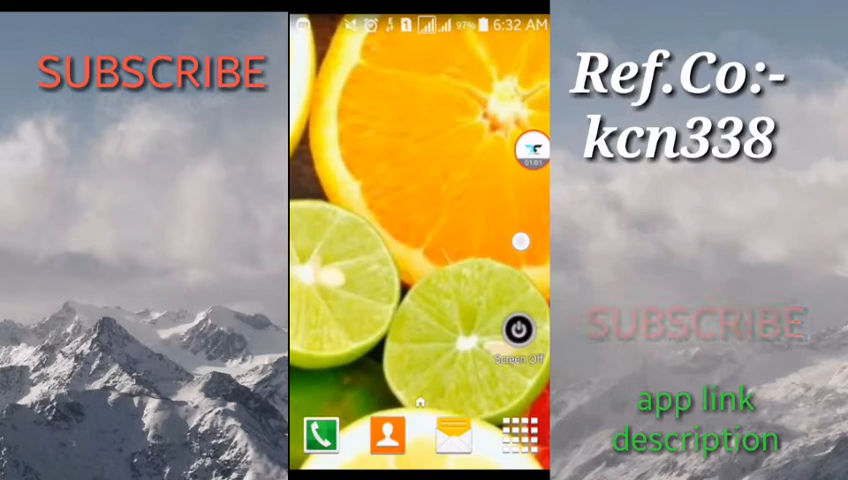 SUBSCRIBE
97% 6:32 AM
Ref.Co:-
kcn338
01:01
SUBSCRIBE
Screen Off
app link
description